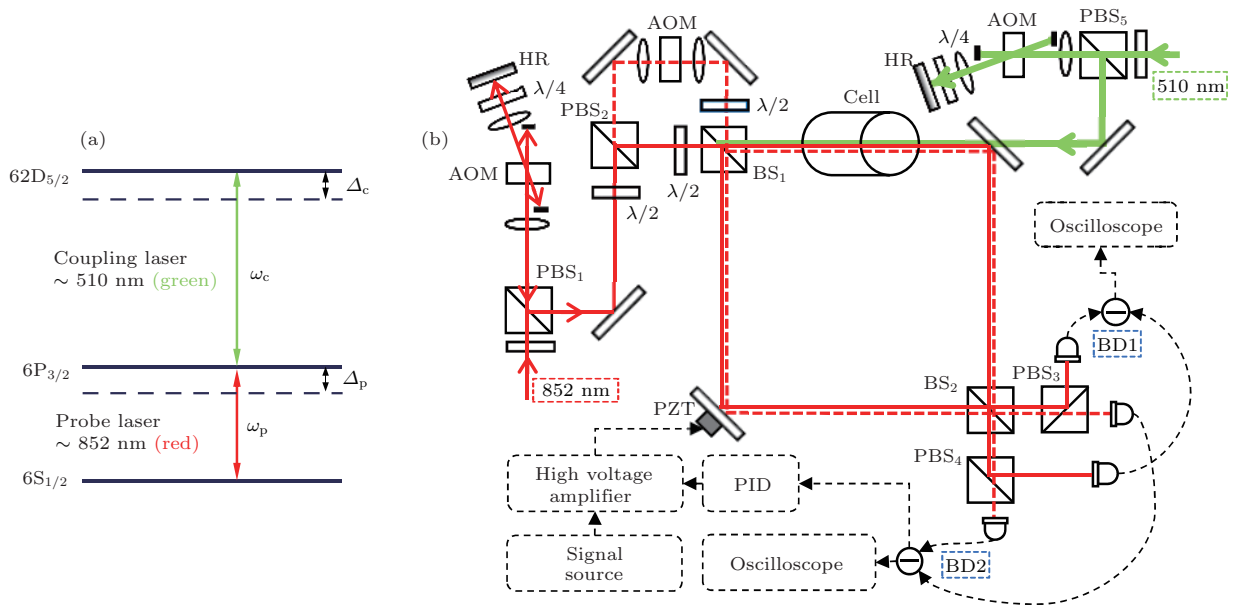 (a)
62D5/2
Δc
Coupling laser
~ 510 nm (green)
ωc
6P3/2
Δp
Probe laser
~ 852 nm (red)
ωp
6S1/2
(b)
HR
λ/4
AOM
PBS1
852 nm
PBS2
λ/2
λ/2
AOM
λ/2
BS1
Cell
HR
λ/4
AOM
PBS5
510 nm
Oscilloscope
BD1
BS2
PBS3
PBS4
PZT
High voltage
amplifier
PID
Signal
source
Oscilloscope
BD2